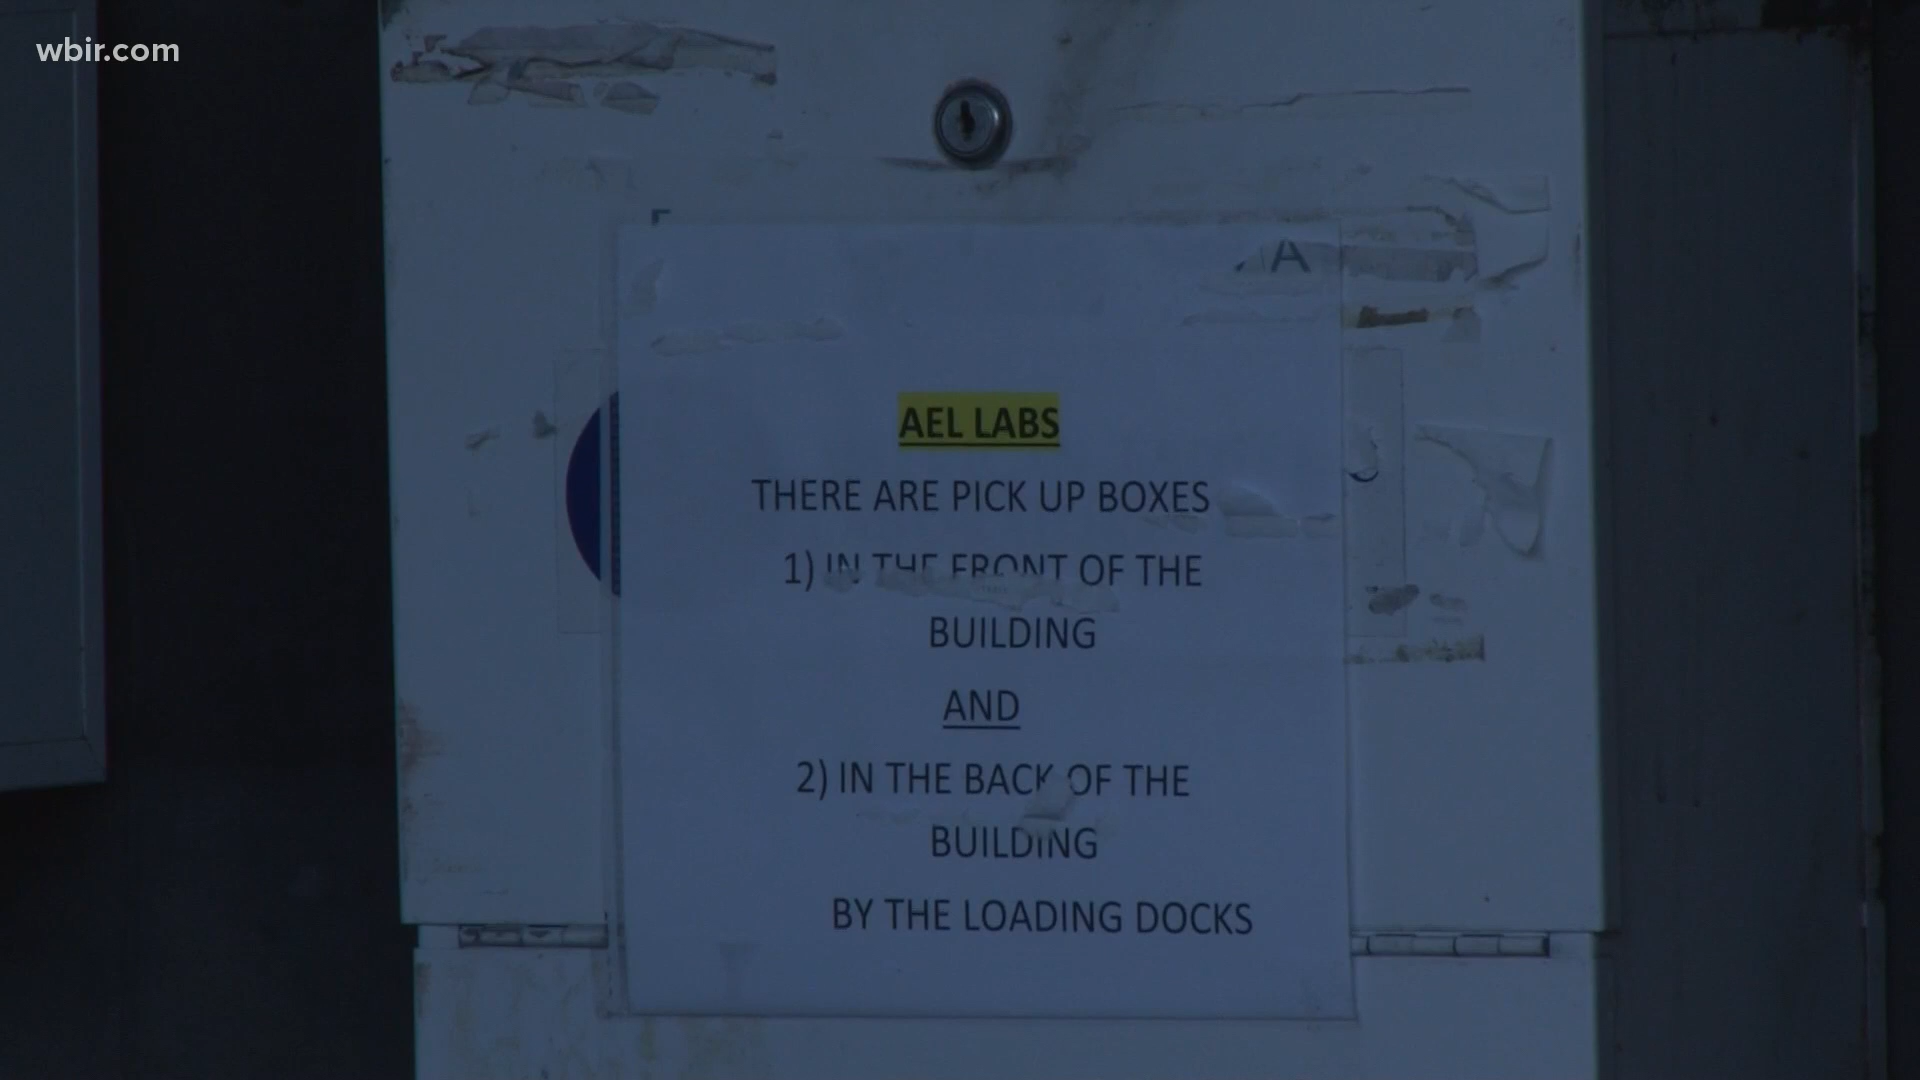 wbir.com
A
AEL LABS
THERE ARE PICK UP BOXES
1) IN THE FRONT OF THE
BUILDING
AND
2) IN THE BACK OF THE
BUILDING
BY THE LOADING DOCKS